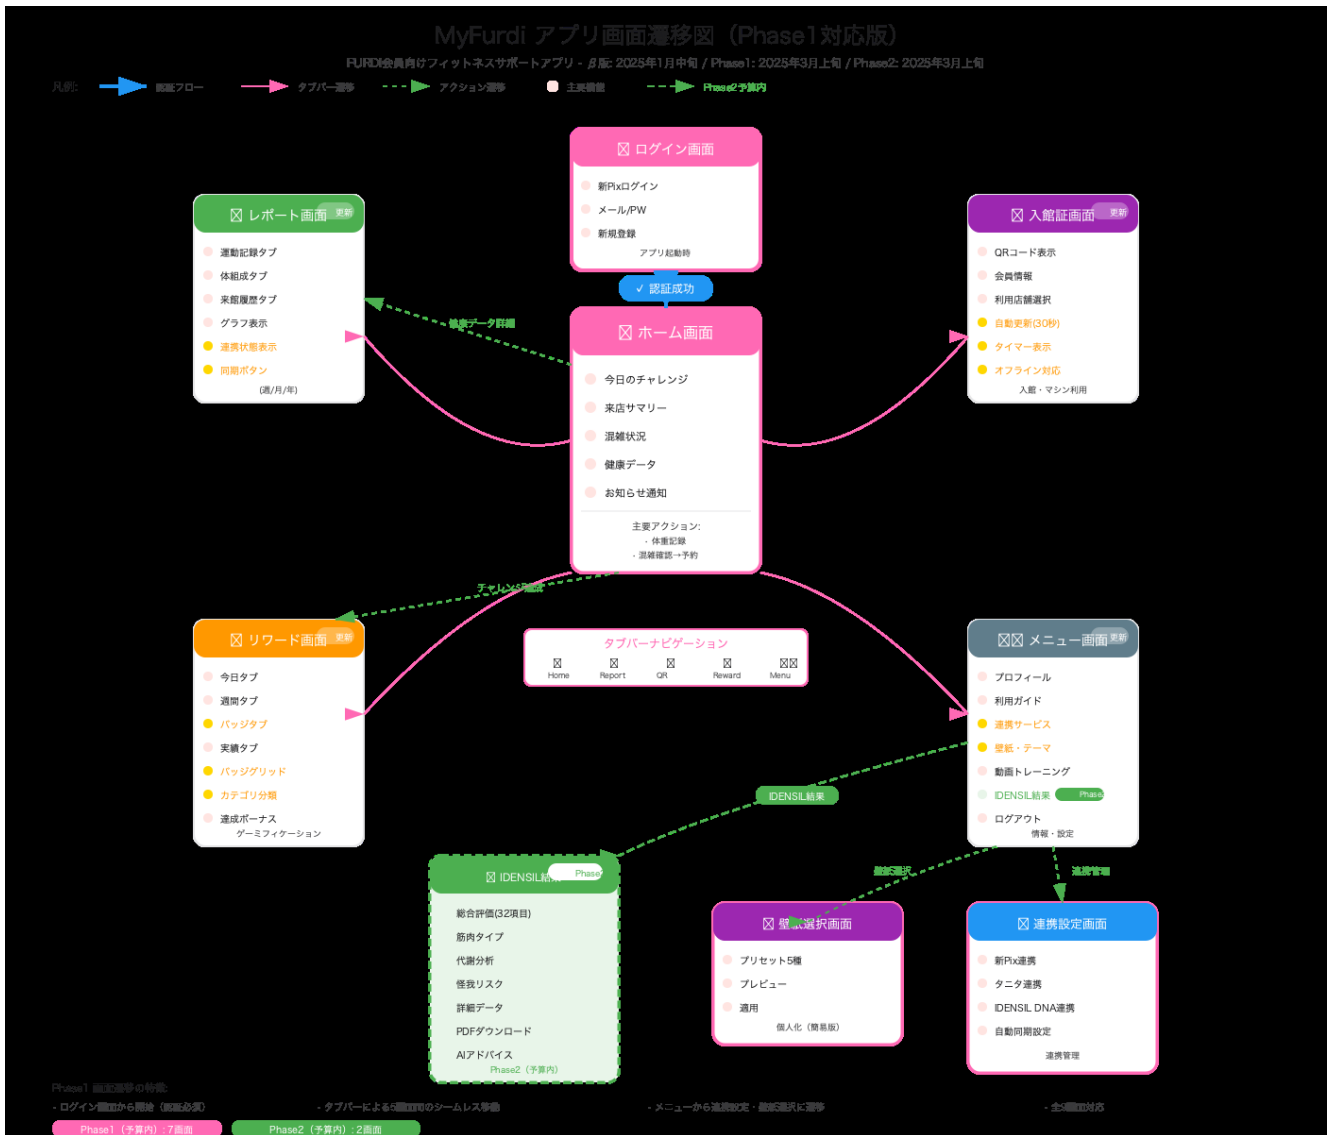 MyFurdi アプリ画面遷移図（Phase1対応版）
FURDI会員向けフィットネスサポートアプリ - β版: 2025年1月中旬 / Phase1: 2025年3月上旬 / Phase2: 2025年3月上旬
凡例:
認証フロー
タブバー遷移
アクション遷移
主要機能
Phase2予算内
ログイン画面
新Pixログイン
メール/PW
新規登録
アプリ起動時
✓ 認証成功
レポート画面
更新
運動記録タブ
体組成タブ
来館履歴タブ
グラフ表示
連携状態表示
同期ボタン
(週/月/年)
健康データ詳細
ホーム画面
今日のチャレンジ
来店サマリー
混雑状況
健康データ
お知らせ通知
主要アクション:
- 体重記録
- 混雑確認→予約
入館証画面
更新
QRコード表示
会員情報
利用店舗選択
自動更新(30秒)
タイマー表示
オフライン対応
入館・マシン利用
リワード画面
更新
今日タブ
週間タブ
バッジタブ
実績タブ
バッジグリッド
カテゴリ分類
達成ボーナス
ゲーミフィケーション
タブバーナビゲーション
Home Report QR Reward Menu
メニュー画面
更新
プロフィール
利用ガイド
連携サービス
壁紙・テーマ
動画トレーニング
IDENSIL結果
Phase
ログアウト
情報・設定
IDENSIL結果
壁紙選択
連携管理
IDENSIL結
Phase
総合評価(32項目)
筋肉タイプ
代謝分析
怪我リスク
詳細データ
PDFダウンロード
AIアドバイス
Phase2（予算内）
壁紙選択画面
プリセット5種
プレビュー
適用
個人化（簡易版）
連携設定画面
新Pix連携
タニタ連携
IDENSIL DNA連携
自動同期設定
連携管理
Phase1 画面遷移の特徴:
- ログイン画面から開始（認証必須）
- タブバーによる5画面間のシームレス移動
- メニューから連携設定・壁紙選択に遷移
Phase1（予算内）: 7画面
Phase2（予算内）: 2画面